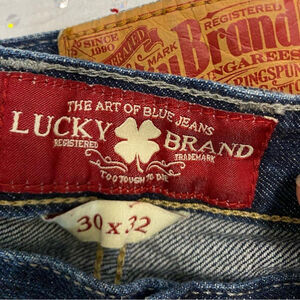 SINCE
1990
REGISTERED
MARK
Brand
THE ART OF BLUE JEANS
LUCKY BRAND
REGISTERED TRADEMARK
TOO TOUGH TO DIE
30 x 32